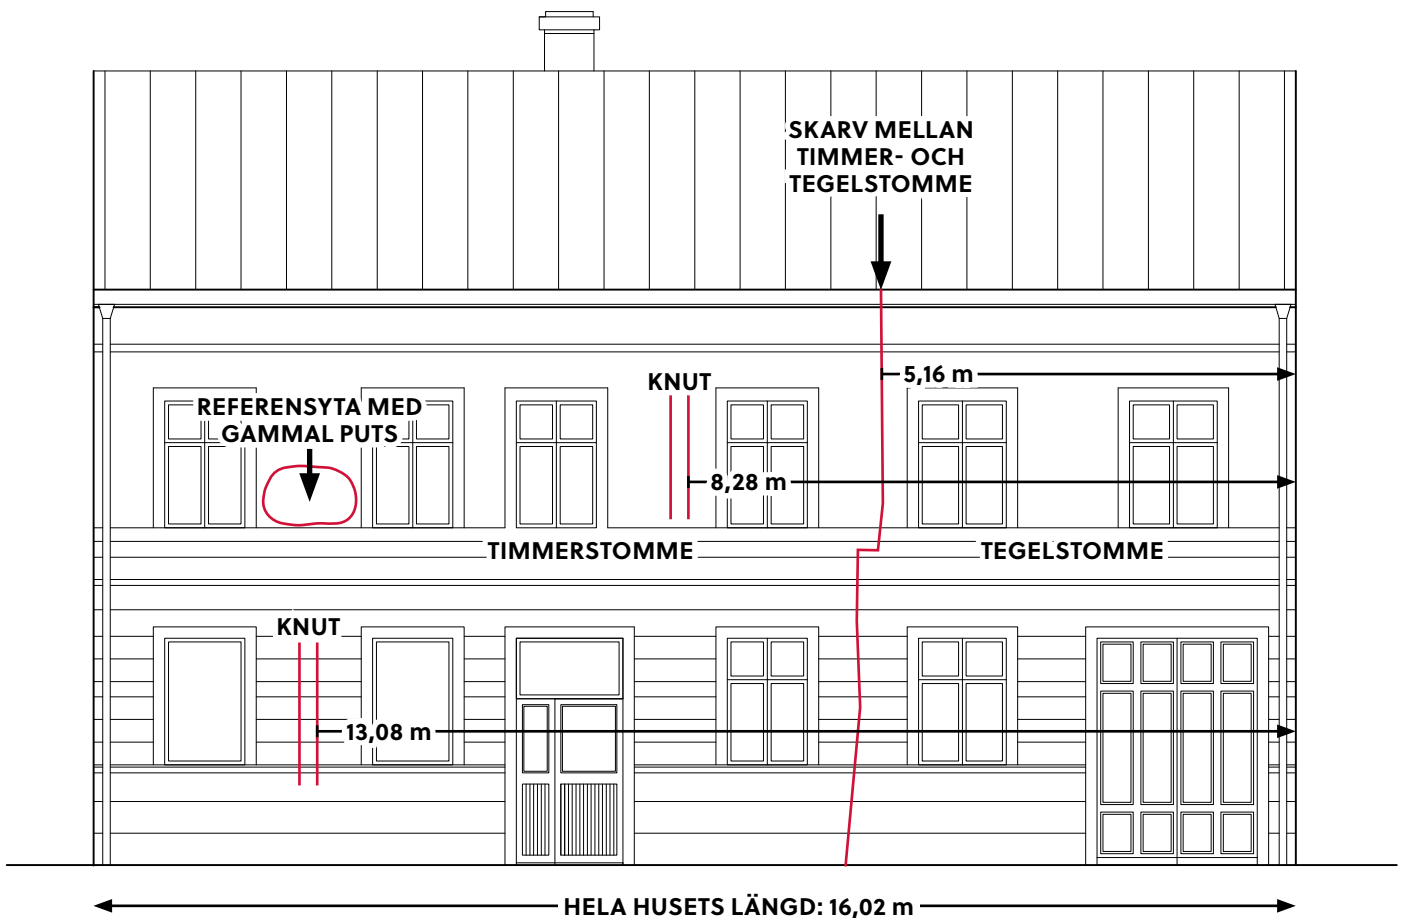 SKARV MELLAN
TIMMER- OCH
TEGELSTOMME
5,16 m
KNUT
REFERENSYTA MED
GAMMAL PUTS
8,28 m
TIMMERSTOMME
TEGELSTOMME
KNUT
13,08 m
HELA HUSETS LÄNGD: 16,02 m